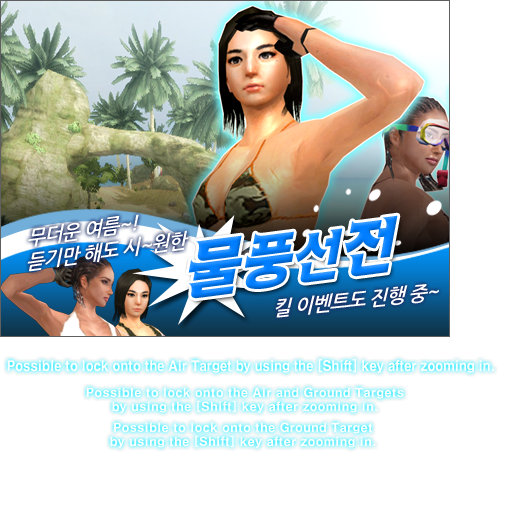 무더운 여름~!
듣기만 해도 시~원한
물풍선전
킬 이벤트도 진행 중~
Possible to lock onto the Air Target by using the [Shift] key after zooming in.
Possible to lock onto the Air and Ground Targets
by using the [Shift] key after zooming in.
Possible to lock onto the Ground Target
by using the [Shift] key after zooming in.